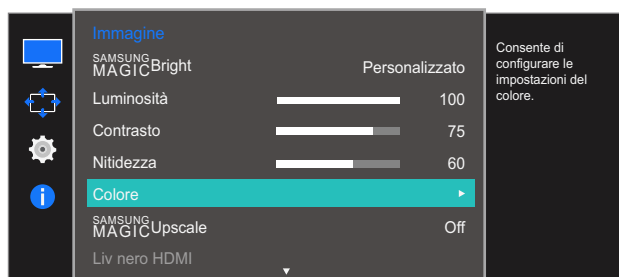 Immagine
SAMSUNG
MAGICBright Personalizzato
Luminosità 100
Contrasto 75
Nitidezza 60
Colore
SAMSUNG
MAGICUpscale Off
Liv nero HDMI
Consente di
configurare le
impostazioni del
colore.